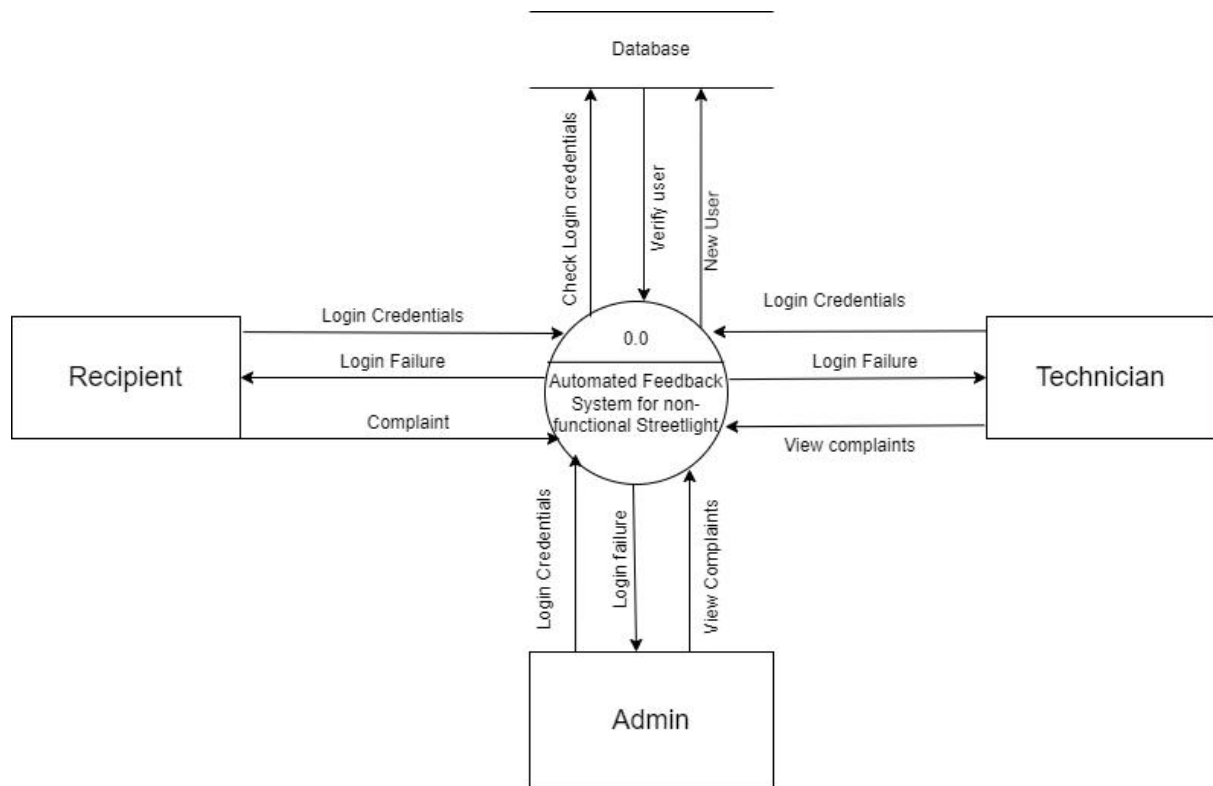 Database
Check Login credentials
Verify user
New User
Login Credentials
Login Credentials
0.0
Recipient
Login Failure
Automated Feedback
System for non-
functional Streetlight
Login Failure
Technician
Complaint
View complaints
Login Credentials
Login failure
View Complaints
Admin